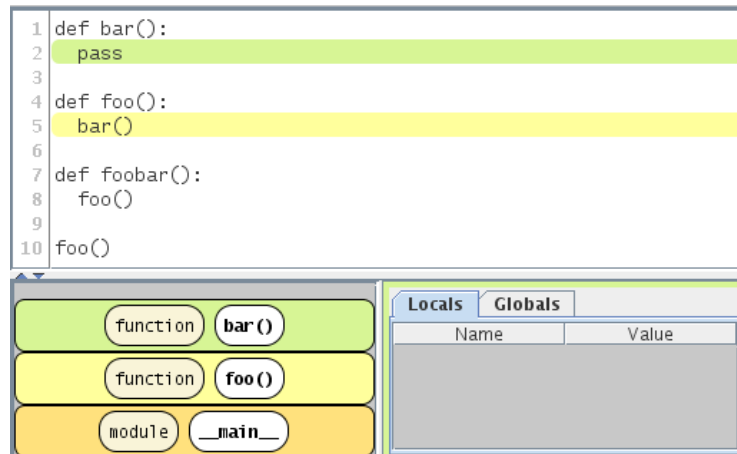 1 def bar():
2   pass
3
4 def foo():
5   bar()
6
7 def foobar():
8   foo()
9
10 foo()
function bar()
function foo()
module __main__
Locals Globals
Name Value